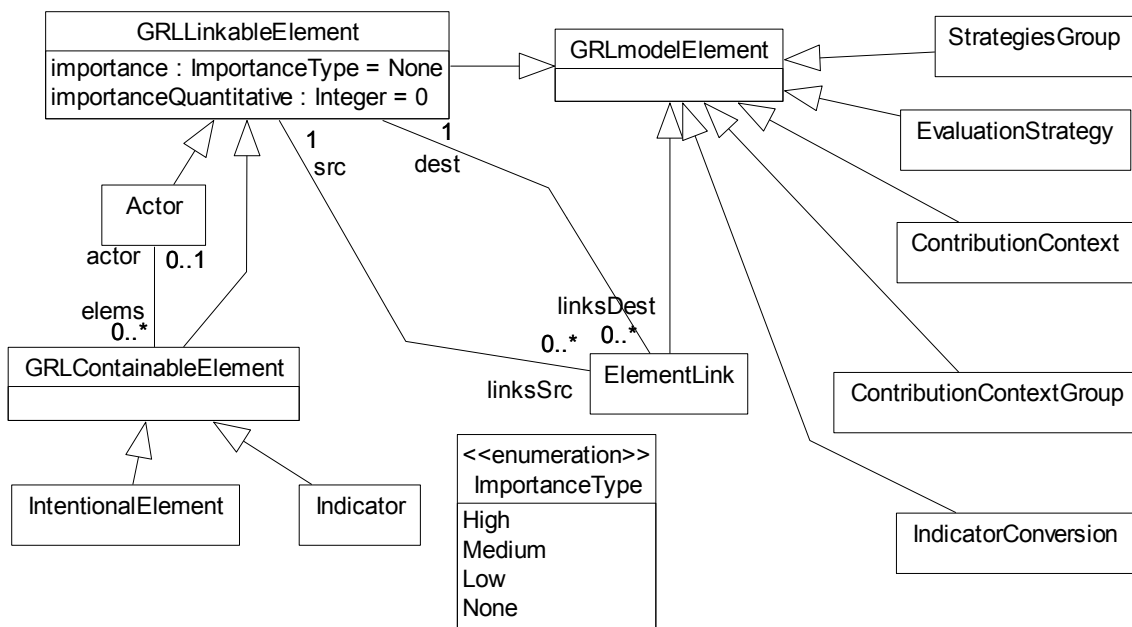 GRLLinkableElement
importance : ImportanceType = None
importanceQuantitative : Integer = 0
GRLmodelElement
StrategiesGroup
EvaluationStrategy
1
src
1
dest
Actor
actor
0..1
ContributionContext
elems
0..*
linksDest
0..*
0..*
linksSrc
GRLContainableElement
ElementLink
ContributionContextGroup
<<enumeration>>
ImportanceType
High
Medium
Low
None
IntentionalElement
Indicator
IndicatorConversion